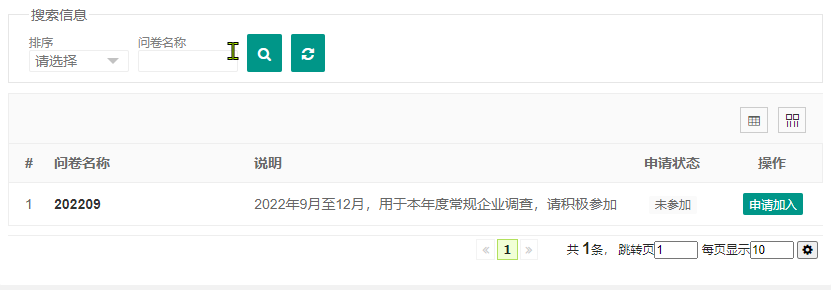 搜索信息
排序 问卷名称
请选择
# 问卷名称 说明 申请状态 操作
1 202209 2022年9月至12月，用于本年度常规企业调查，请积极参加 未参加 申请加入
« 1 » 共 1条， 跳转页1 每页显示10